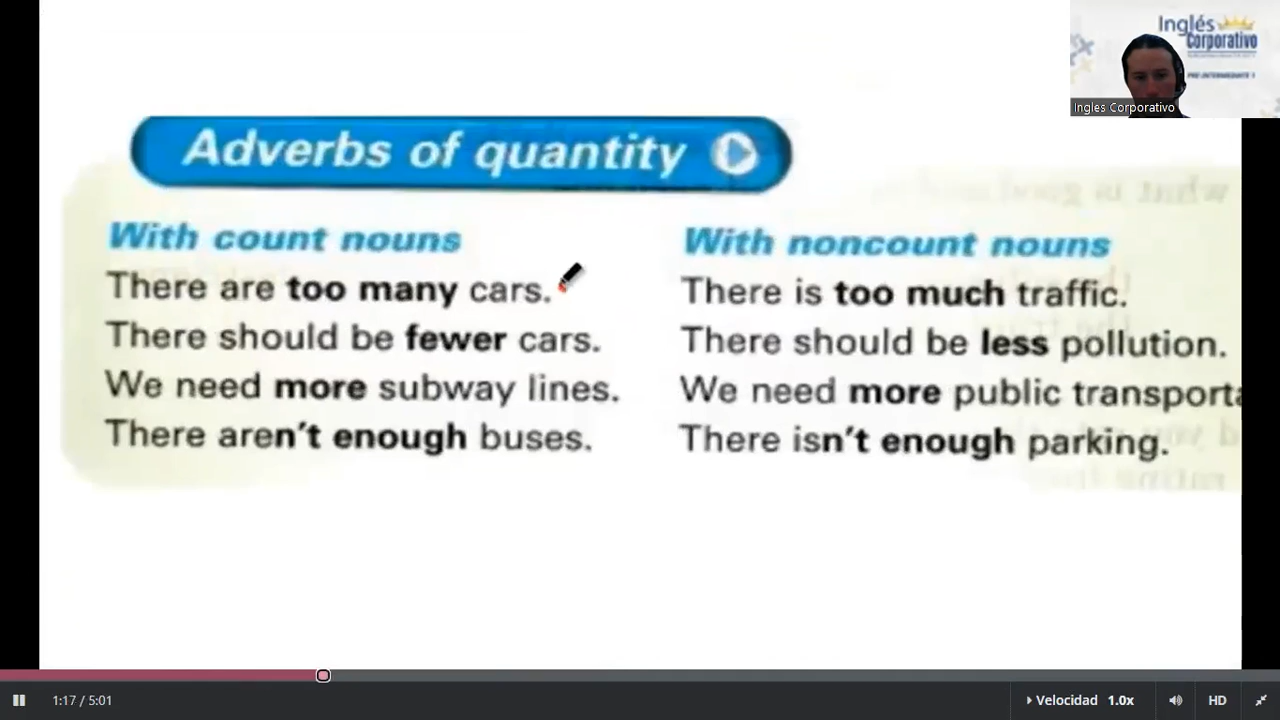 Inglés
Corporativo
PRE-INTERMEDIATE 1
Ingles Corporativo
Adverbs of quantity
With count nouns
There are too many cars.
There should be fewer cars.
We need more subway lines.
There aren't enough buses.
With noncount nouns
There is too much traffic.
There should be less pollution.
We need more public transporta
There isn't enough parking.
1:17 / 5:01
Velocidad 1.0x
HD